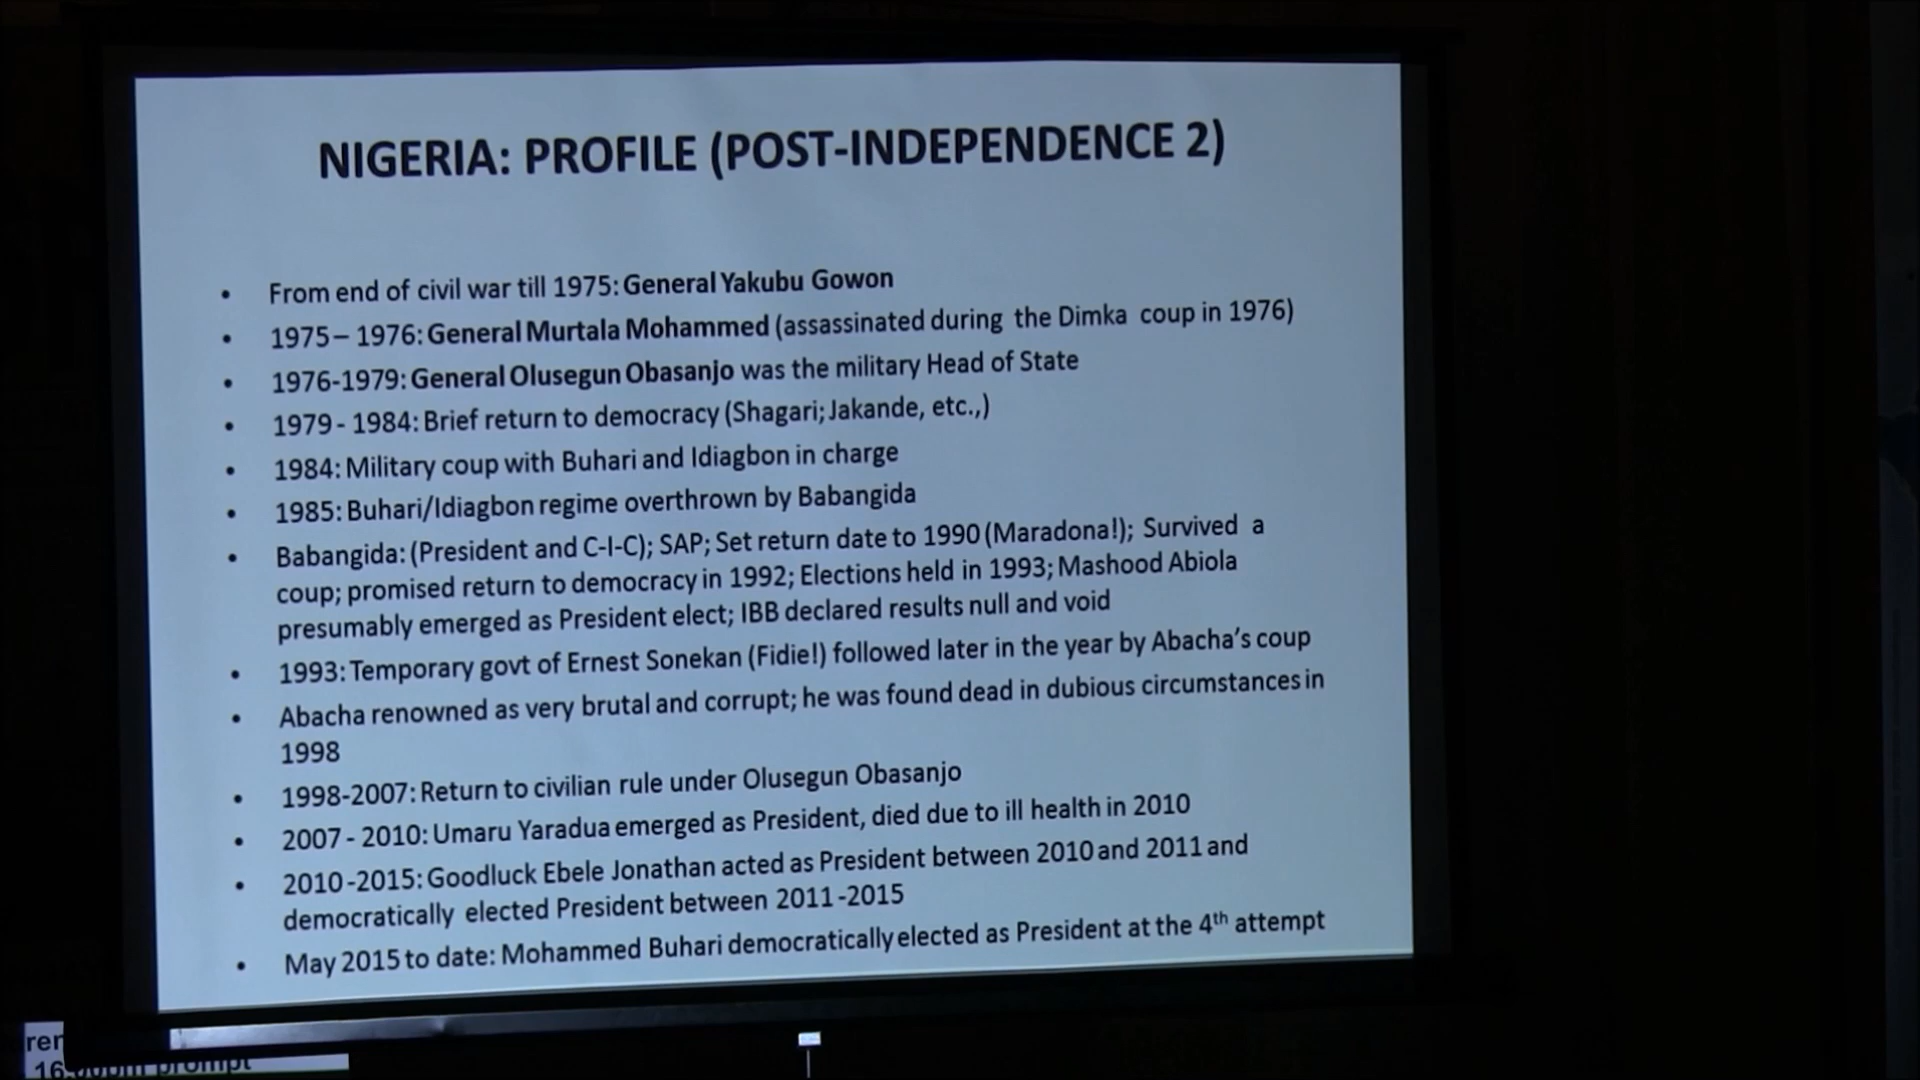 NIGERIA: PROFILE (POST-INDEPENDENCE 2)
• From end of civil war till 1975: General Yakubu Gowon
• 1975 – 1976: General Murtala Mohammed (assassinated during the Dimka coup in 1976)
• 1976-1979: General Olusegun Obasanjo was the military Head of State
• 1979 - 1984: Brief return to democracy (Shagari; Jakande, etc.,)
• 1984: Military coup with Buhari and Idiagbon in charge
• 1985: Buhari/Idiagbon regime overthrown by Babangida
• Babangida: (President and C-I-C); SAP; Set return date to 1990 (Maradona!); Survived a
coup; promised return to democracy in 1992; Elections held in 1993; Mashood Abiola
presumably emerged as President elect; IBB declared results null and void
• 1993: Temporary govt of Ernest Sonekan (Fidie!) followed later in the year by Abacha's coup
• Abacha renowned as very brutal and corrupt; he was found dead in dubious circumstances in
1998
• 1998-2007: Return to civilian rule under Olusegun Obasanjo
• 2007 - 2010: Umaru Yaradua emerged as President, died due to ill health in 2010
• 2010 -2015: Goodluck Ebele Jonathan acted as President between 2010 and 2011 and
democratically elected President between 2011 -2015
• May 2015 to date: Mohammed Buhari democratically elected as President at the 4th attempt
prompt